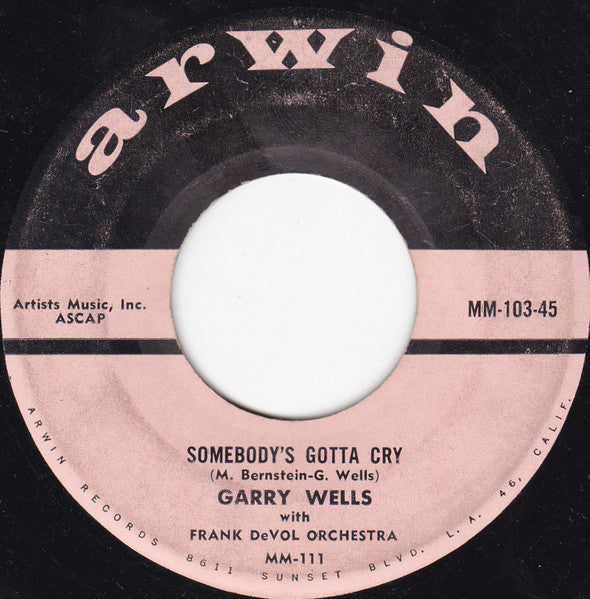 arwin
Artists Music, Inc.
ASCAP
MM-103-45
SOMEBODY'S GOTTA CRY
(M. Bernstein-G. Wells)
GARRY WELLS
with
FRANK DeVOL ORCHESTRA
MM-111
ARWIN RECORDS 8611 SUNSET BLVD. L. A. 46, CALIF.